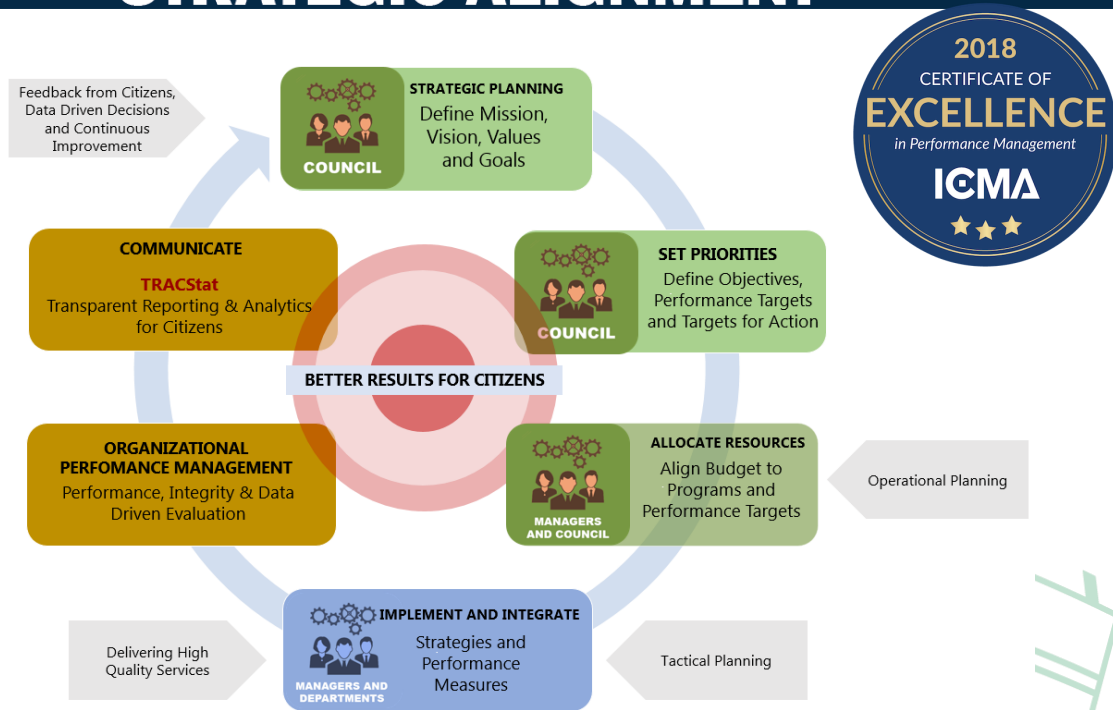 STRATEGIC ALIGNMENT
2018
CERTIFICATE OF
EXCELLENCE
in Performance Management
ICMA
Feedback from Citizens,
Data Driven Decisions
and Continuous
Improvement
COUNCIL
STRATEGIC PLANNING
Define Mission,
Vision, Values
and Goals
COUNCIL
SET PRIORITIES
Define Objectives,
Performance Targets
and Targets for Action
COMMUNICATE
TRACStat
Transparent Reporting & Analytics
for Citizens
BETTER RESULTS FOR CITIZENS
MANAGERS
AND COUNCIL
ALLOCATE RESOURCES
Align Budget to
Programs and
Performance Targets
Operational Planning
ORGANIZATIONAL
PERFOMANCE MANAGEMENT
Performance, Integrity & Data
Driven Evaluation
MANAGERS AND
DEPARTMENTS
IMPLEMENT AND INTEGRATE
Strategies and
Performance
Measures
Delivering High
Quality Services
Tactical Planning